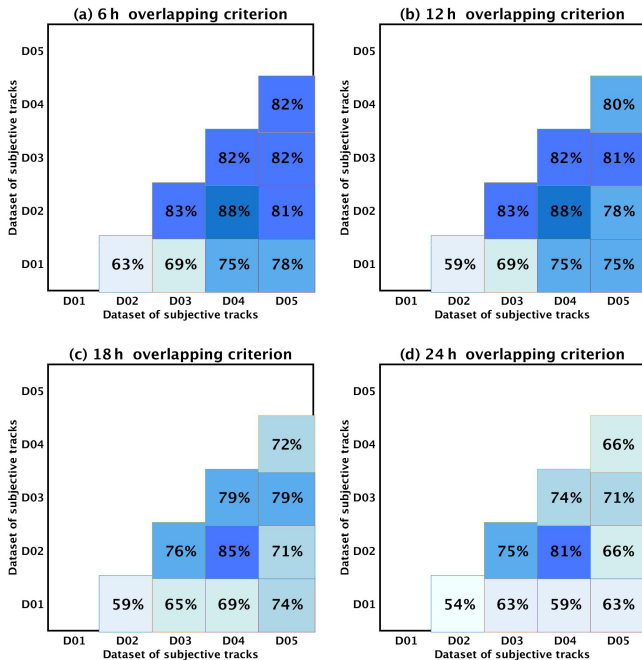 (a) 6 h overlapping criterion
D05
D04
D03
D02
D01
Dataset of subjective tracks
82%
82% 82%
83% 88% 81%
63% 69% 75% 78%
D01 D02 D03 D04 D05
Dataset of subjective tracks
(b) 12 h overlapping criterion
D05
D04
D03
D02
D01
Dataset of subjective tracks
80%
82% 81%
83% 88% 78%
59% 69% 75% 75%
D01 D02 D03 D04 D05
Dataset of subjective tracks
(c) 18 h overlapping criterion
D05
D04
D03
D02
D01
Dataset of subjective tracks
72%
79% 79%
76% 85% 71%
59% 65% 69% 74%
D01 D02 D03 D04 D05
Dataset of subjective tracks
(d) 24 h overlapping criterion
D05
D04
D03
D02
D01
Dataset of subjective tracks
66%
74% 71%
75% 81% 66%
54% 63% 59% 63%
D01 D02 D03 D04 D05
Dataset of subjective tracks